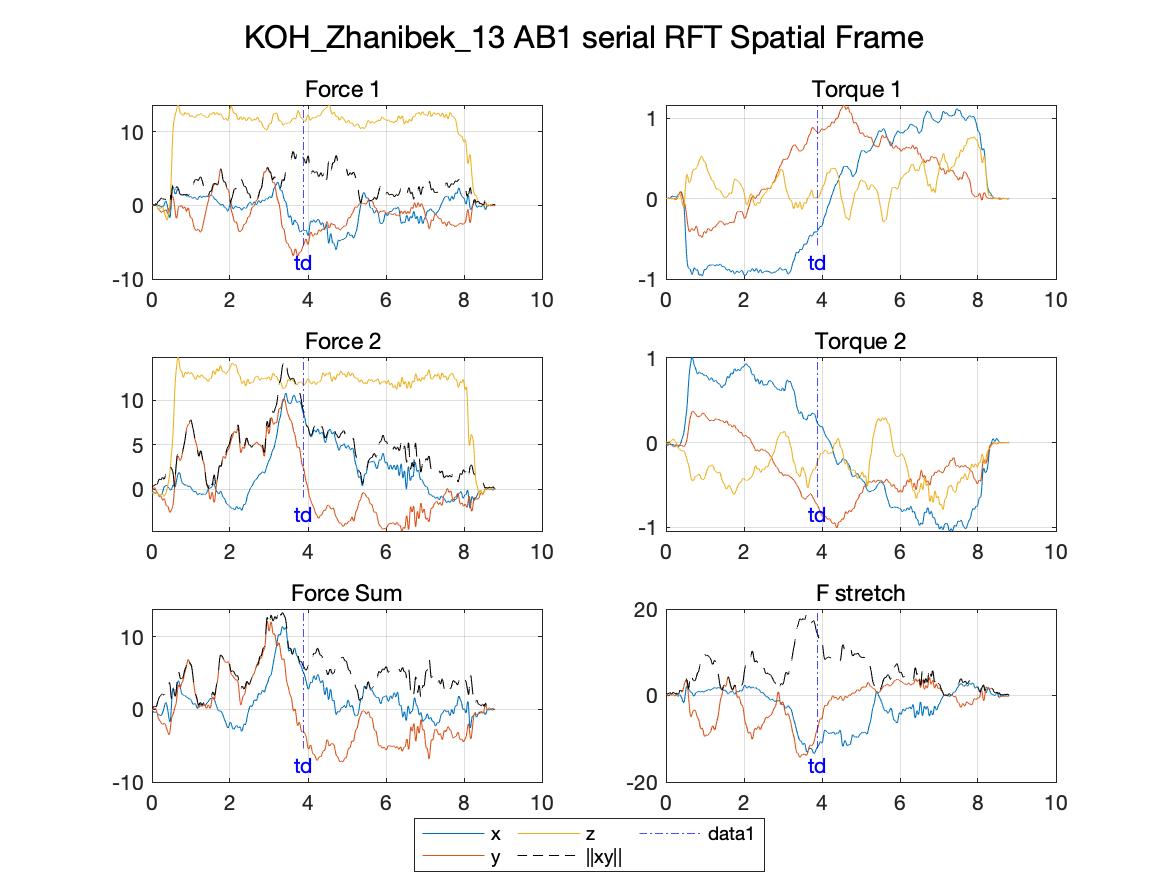 KOH_Zhanibek_13 AB1 serial RFT Spatial Frame
Force 1
10
0
-10
0 2 4 6 8 10
td
Torque 1
1
0
-1
0 2 4 6 8 10
td
Force 2
10
5
0
0 2 4 6 8 10
td
Torque 2
1
0
-1
0 2 4 6 8 10
td
Force Sum
10
0
-10
0 2 4 6 8 10
td
F stretch
20
0
-20
0 2 4 6 8 10
td
x z data1
y ||xy||